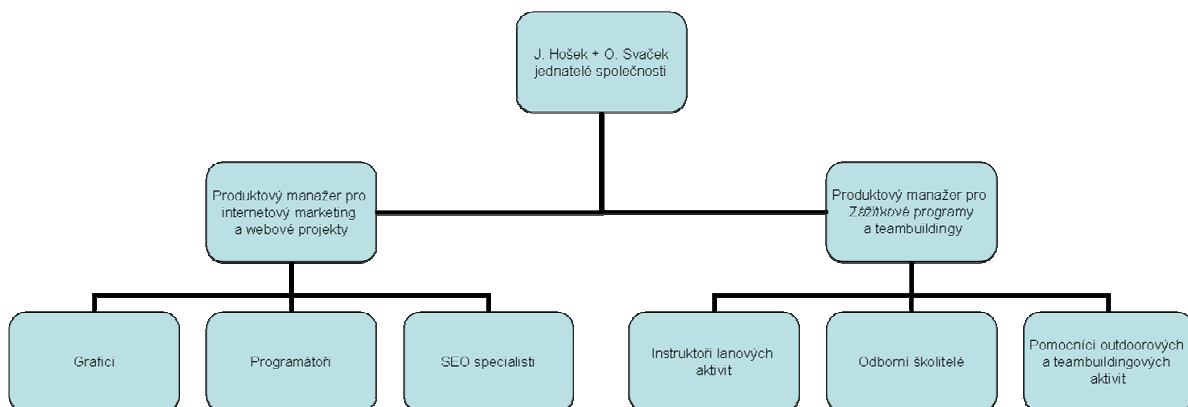 J. Hošek + O. Svaček
jednatelé společnosti
Produktový manažer pro
internetový marketing
a webové projekty
Produktový manažer pro
Zážitkové programy
a teambuildingy
Grafici
Programátoři
SEO specialisti
Instruktoři lanových
aktivit
Odborní školitelé
Pomocníci outdoorových
a teambuildingových
aktivit